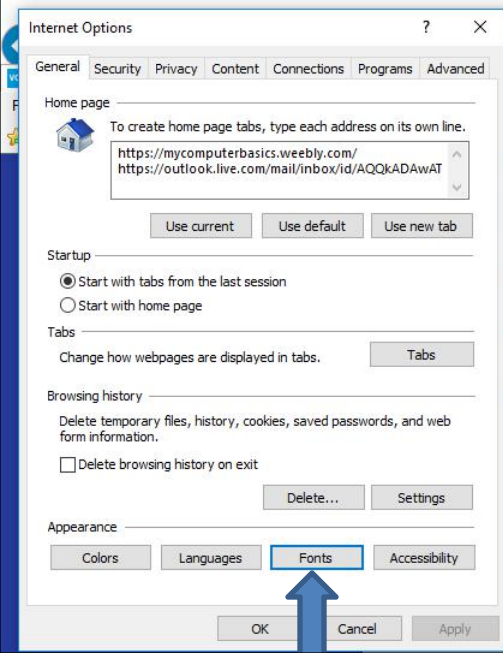 Internet Options ? X
General Security Privacy Content Connections Programs Advanced
Home page
To create home page tabs, type each address on its own line.
https://mycomputerbasics.weebly.com/
https://outlook.live.com/mail/inbox/id/AQQkADAwAT
Use current Use default Use new tab
Startup
Start with tabs from the last session
Start with home page
Tabs
Change how webpages are displayed in tabs. Tabs
Browsing history
Delete temporary files, history, cookies, saved passwords, and web
form information.
Delete browsing history on exit
Delete... Settings
Appearance
Colors Languages Fonts Accessibility
OK Cancel Apply